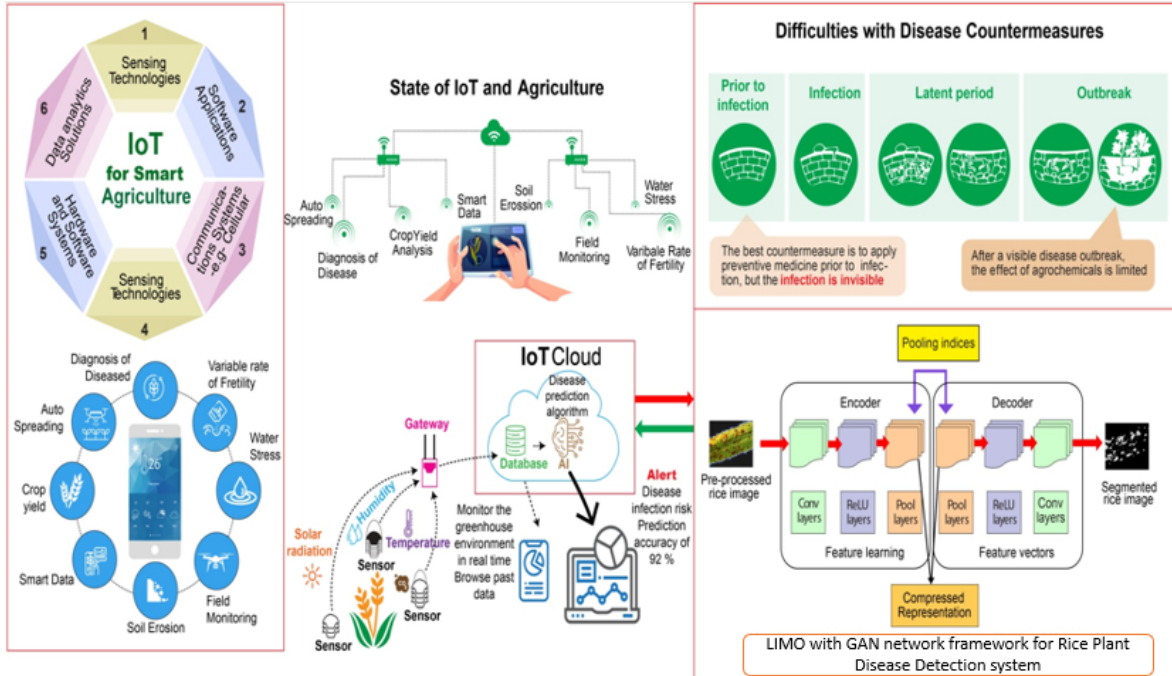 1
Sensing
Technologies
2
Software
Applications
3
Communica-
tions Systems
-e.g- Cellular
4
Sensing
Technologies
5
Hardware
and Software
Systems
6
Data analytics
Solutions
IoT
for Smart
Agriculture
Diagnosis of
Diseased
Variable rate
of Fretility
Auto
Spreading
Water
Stress
Crop
yield
Smart Data
Field
Monitoring
Soil Erosion
26
State of IoT and Agriculture
Auto
Spreading
Diagnosis of
Disease
CropYield
Analysis
Smart
Data
Soil
Erossion
Field
Monitoring
Water
Stress
Varibale Rate
of Fertility
IoT Cloud
Disease
prediction
algorithm
Database
AI
Gateway
Humidity
Solar
radiation
Temperature
Sensor
Sensor
Sensor
Monitor the
greenhouse
environment
in real time
Browse past
data
Alert
Disease
infection risk
Prediction
accuracy of
92 %
Difficulties with Disease Countermeasures
Prior to
infection
Infection
Latent period
Outbreak
The best countermeasure is to apply
preventive medicine prior to infec-
tion, but the infection is invisible
After a visible disease outbreak,
the effect of agrochemicals is limited
Pooling indices
Encoder
Decoder
Pre-processed
rice image
Segmented
rice image
Conv
layers
ReLU
layers
Pool
layers
Pool
layers
ReLU
layers
Conv
layers
Feature learning
Feature vectors
Compressed
Representation
LIMO with GAN network framework for Rice Plant
Disease Detection system